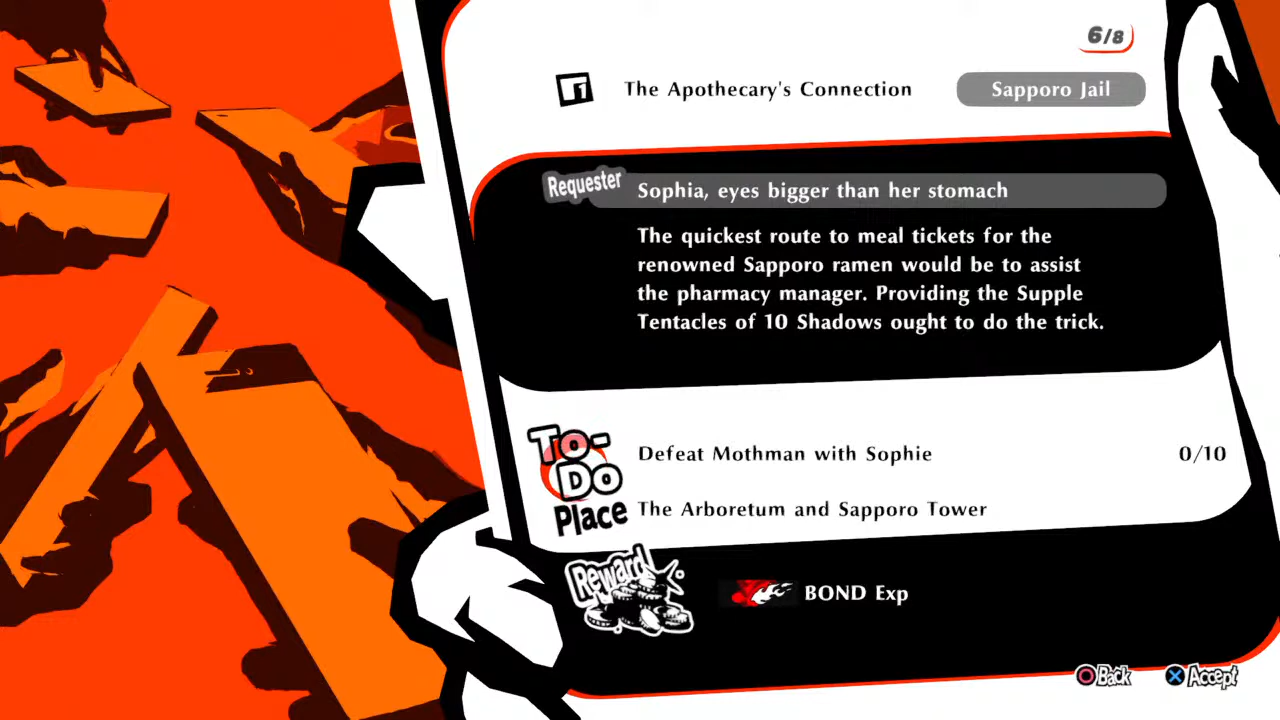 6/8
1
The Apothecary's Connection
Sapporo Jail
Requester
Sophia, eyes bigger than her stomach
The quickest route to meal tickets for the
renowned Sapporo ramen would be to assist
the pharmacy manager. Providing the Supple
Tentacles of 10 Shadows ought to do the trick.
To-
Do
Defeat Mothman with Sophie
0/10
Place
The Arboretum and Sapporo Tower
Reward
BOND Exp
Back
Accept